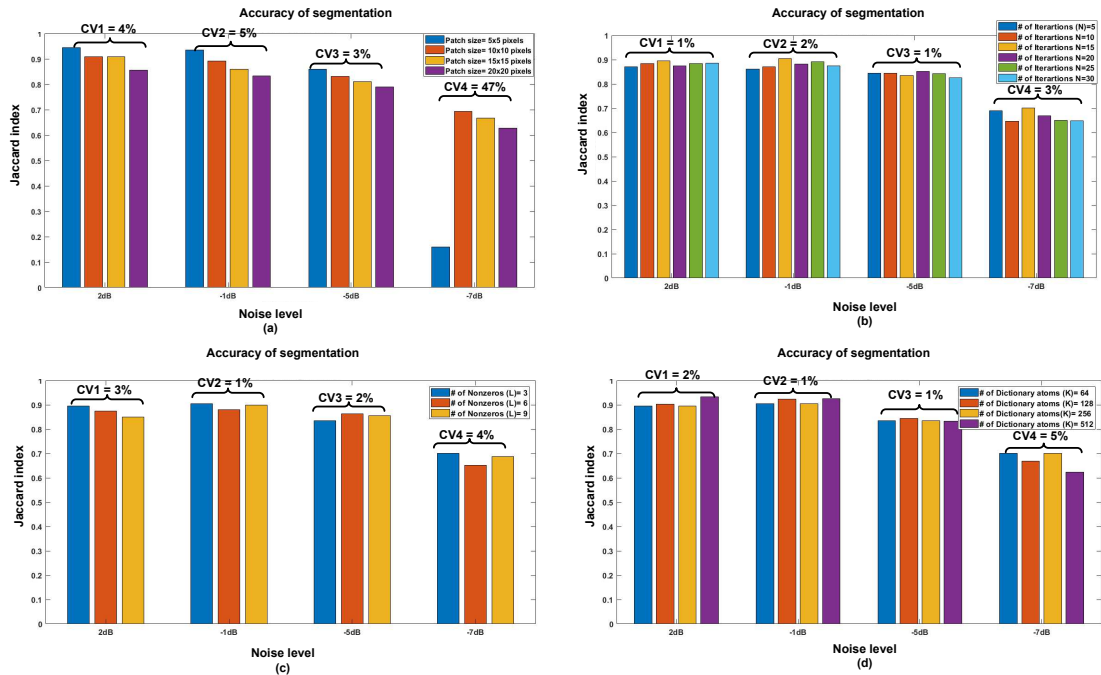 Accuracy of segmentation
Jaccard index
1
0.9
0.8
0.7
0.6
0.5
0.4
0.3
0.2
0.1
0
CV1 = 4%
CV2 = 5%
CV3 = 3%
CV4 = 47%
Patch size= 5x5 pixels
Patch size= 10x10 pixels
Patch size= 15x15 pixels
Patch size= 20x20 pixels
2dB
-1dB
-5dB
-7dB
Noise level
(a)
Accuracy of segmentation
Jaccard index
1
0.9
0.8
0.7
0.6
0.5
0.4
0.3
0.2
0.1
0
CV1 = 1%
CV2 = 2%
CV3 = 1%
CV4 = 3%
# of Iterartions (N)=5
# of Iterartions N=10
# of Iterartions N=15
# of Iterartions N=20
# of Iterartions N=25
# of Iterartions N=30
2dB
-1dB
-5dB
-7dB
Noise level
(b)
Accuracy of segmentation
Jaccard index
1
0.9
0.8
0.7
0.6
0.5
0.4
0.3
0.2
0.1
0
CV1 = 3%
CV2 = 1%
CV3 = 2%
CV4 = 4%
# of Nonzeros (L)= 3
# of Nonzeros (L)= 6
# of Nonzeros (L)= 9
2dB
-1dB
-5dB
-7dB
Noise level
(c)
Accuracy of segmentation
Jaccard index
1
0.9
0.8
0.7
0.6
0.5
0.4
0.3
0.2
0.1
0
CV1 = 2%
CV2 = 1%
CV3 = 1%
CV4 = 5%
# of Dictionary atoms (K)= 64
# of Dictionary atoms (K)= 128
# of Dictionary atoms(K)= 256
# of Dictionary atoms (K)= 512
2dB
-1dB
-5dB
-7dB
Noise level
(d)